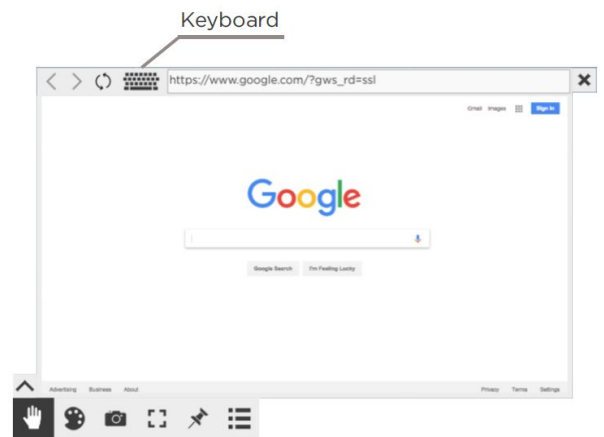 Keyboard
https://www.google.com/?gws_rd=ssl
Gmail Images Sign in
Google
Google Search I'm Feeling Lucky
Advertising Business About Privacy Terms Settings